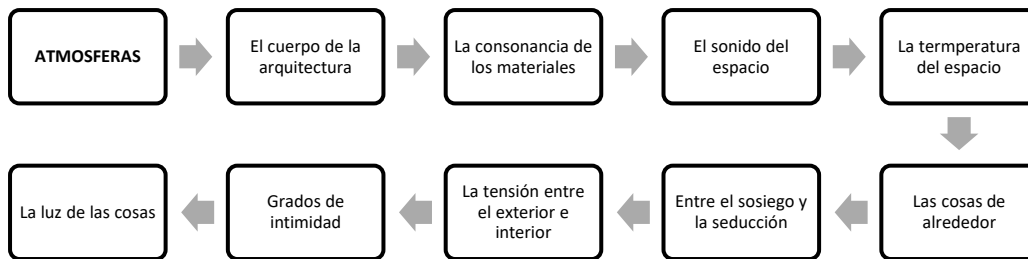 ATMOSFERAS
El cuerpo de la
arquitectura
La consonancia de
los materiales
El sonido del
espacio
La termperatura
del espacio
Las cosas de
alrededor
Entre el sosiego y
la seducción
La tensión entre
el exterior e
interior
Grados de
intimidad
La luz de las cosas